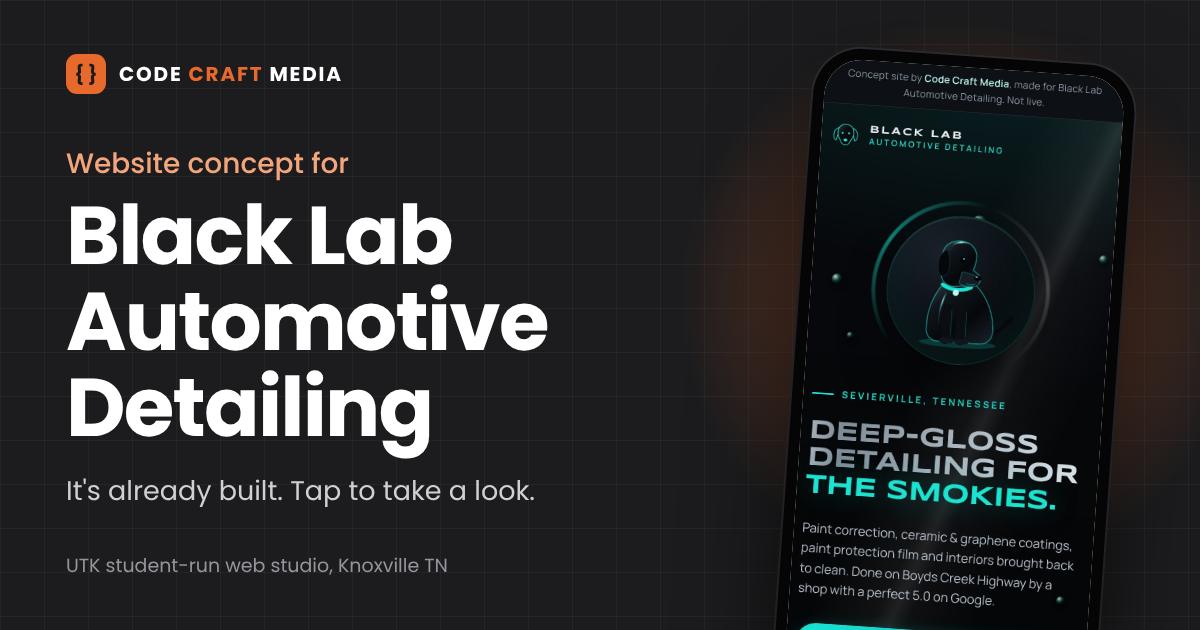 { }
CODE CRAFT MEDIA
Website concept for
Black Lab
Automotive
Detailing
It's already built. Tap to take a look.
UTK student-run web studio, Knoxville TN
Concept site by Code Craft Media, made for Black Lab
Automotive Detailing. Not live.
BLACK LAB
AUTOMOTIVE DETAILING
SEVIERVILLE, TENNESSEE
DEEP-GLOSS
DETAILING FOR
THE SMOKIES.
Paint correction, ceramic & graphene coatings,
paint protection film and interiors brought back
to clean. Done on Boyds Creek Highway by a
shop with a perfect 5.0 on Google.